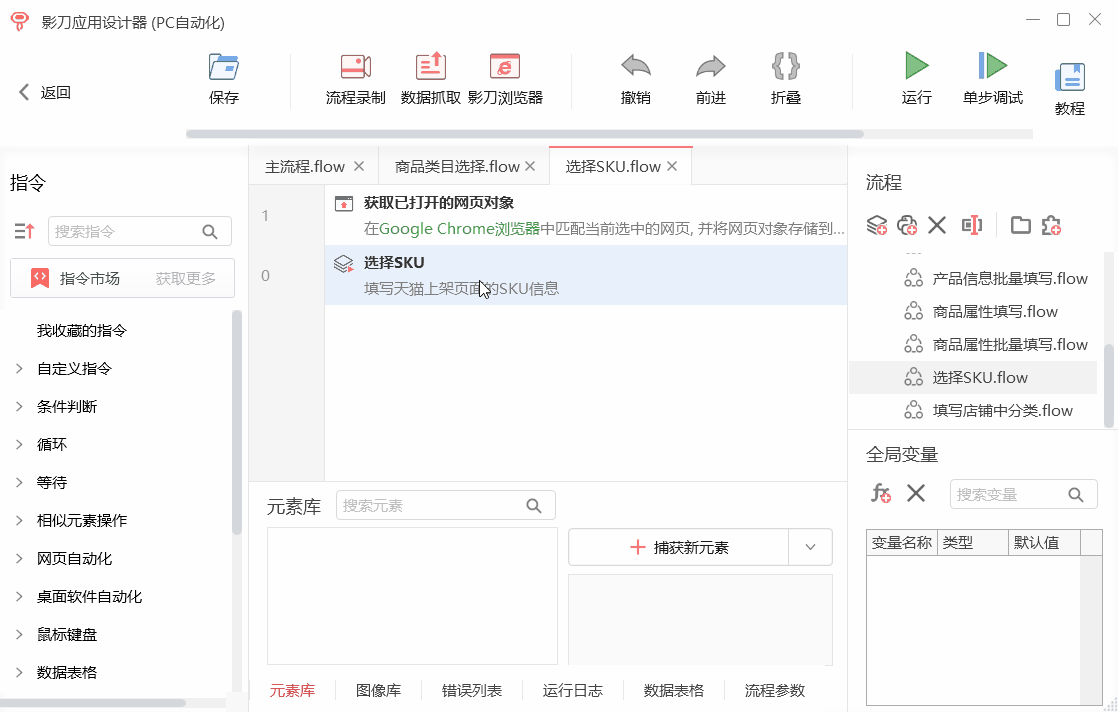 影刀应用设计器 (PC自动化)
返回
保存
流程录制
数据抓取
影刀浏览器
撤销
前进
折叠
运行
单步调试
教程
指令
搜索指令
指令市场
获取更多
我收藏的指令
自定义指令
条件判断
循环
等待
相似元素操作
网页自动化
桌面软件自动化
鼠标键盘
数据表格
主流程.flow
商品类目选择.flow
选择SKU.flow
1
获取已打开的网页对象
在Google Chrome浏览器中匹配当前选中的网页, 并将网页对象存储到...
0
选择SKU
填写天猫上架页面的SKU信息
元素库
搜索元素
捕获新元素
元素库
图像库
错误列表
运行日志
数据表格
流程参数
流程
产品信息批量填写.flow
商品属性填写.flow
商品属性批量填写.flow
选择SKU.flow
填写店铺中分类.flow
全局变量
搜索变量
变量名称
类型
默认值